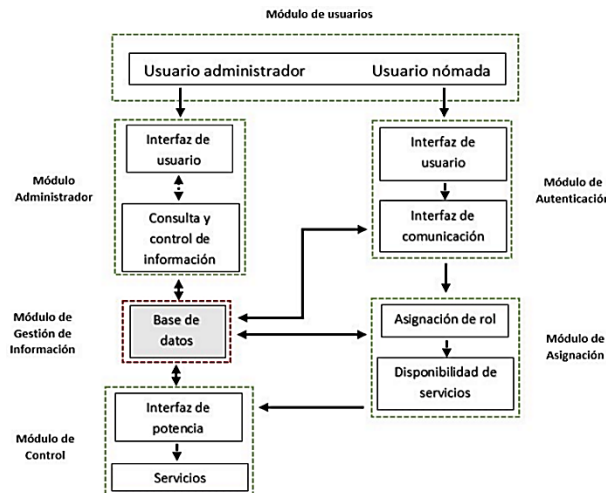 Módulo de usuarios
Usuario administrador
Usuario nómada
Interfaz de
usuario
Módulo
Administrador
Consulta y
control de
información
Interfaz de
usuario
Interfaz de
comunicación
Módulo de
Autenticación
Módulo de
Gestión de
Información
Base de
datos
Asignación de rol
Disponibilidad de
servicios
Módulo de
Asignación
Módulo de
Control
Interfaz de
potencia
Servicios